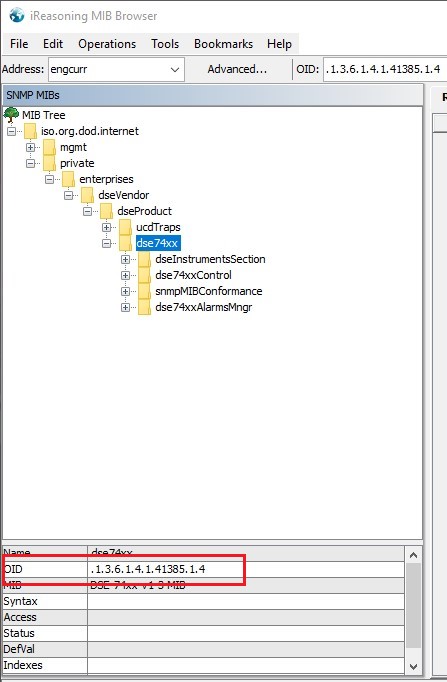 iReasoning MIB Browser
File Edit Operations Tools Bookmarks Help
Address: engcurr Advanced... OID: .1.3.6.1.4.1.41385.1.4
SNMP MIBs
MIB Tree
iso.org.dod.internet
mgmt
private
enterprises
dseVendor
dseProduct
ucdTraps
dse74xx
dseInstrumentsSection
dse74xxControl
snmpMIBConformance
dse74xxAlarmsMngr
Name dse74xx
OID .1.3.6.1.4.1.41385.1.4
MIB DSE-74xx-v1-3-MIB
Syntax
Access
Status
DefVal
Indexes